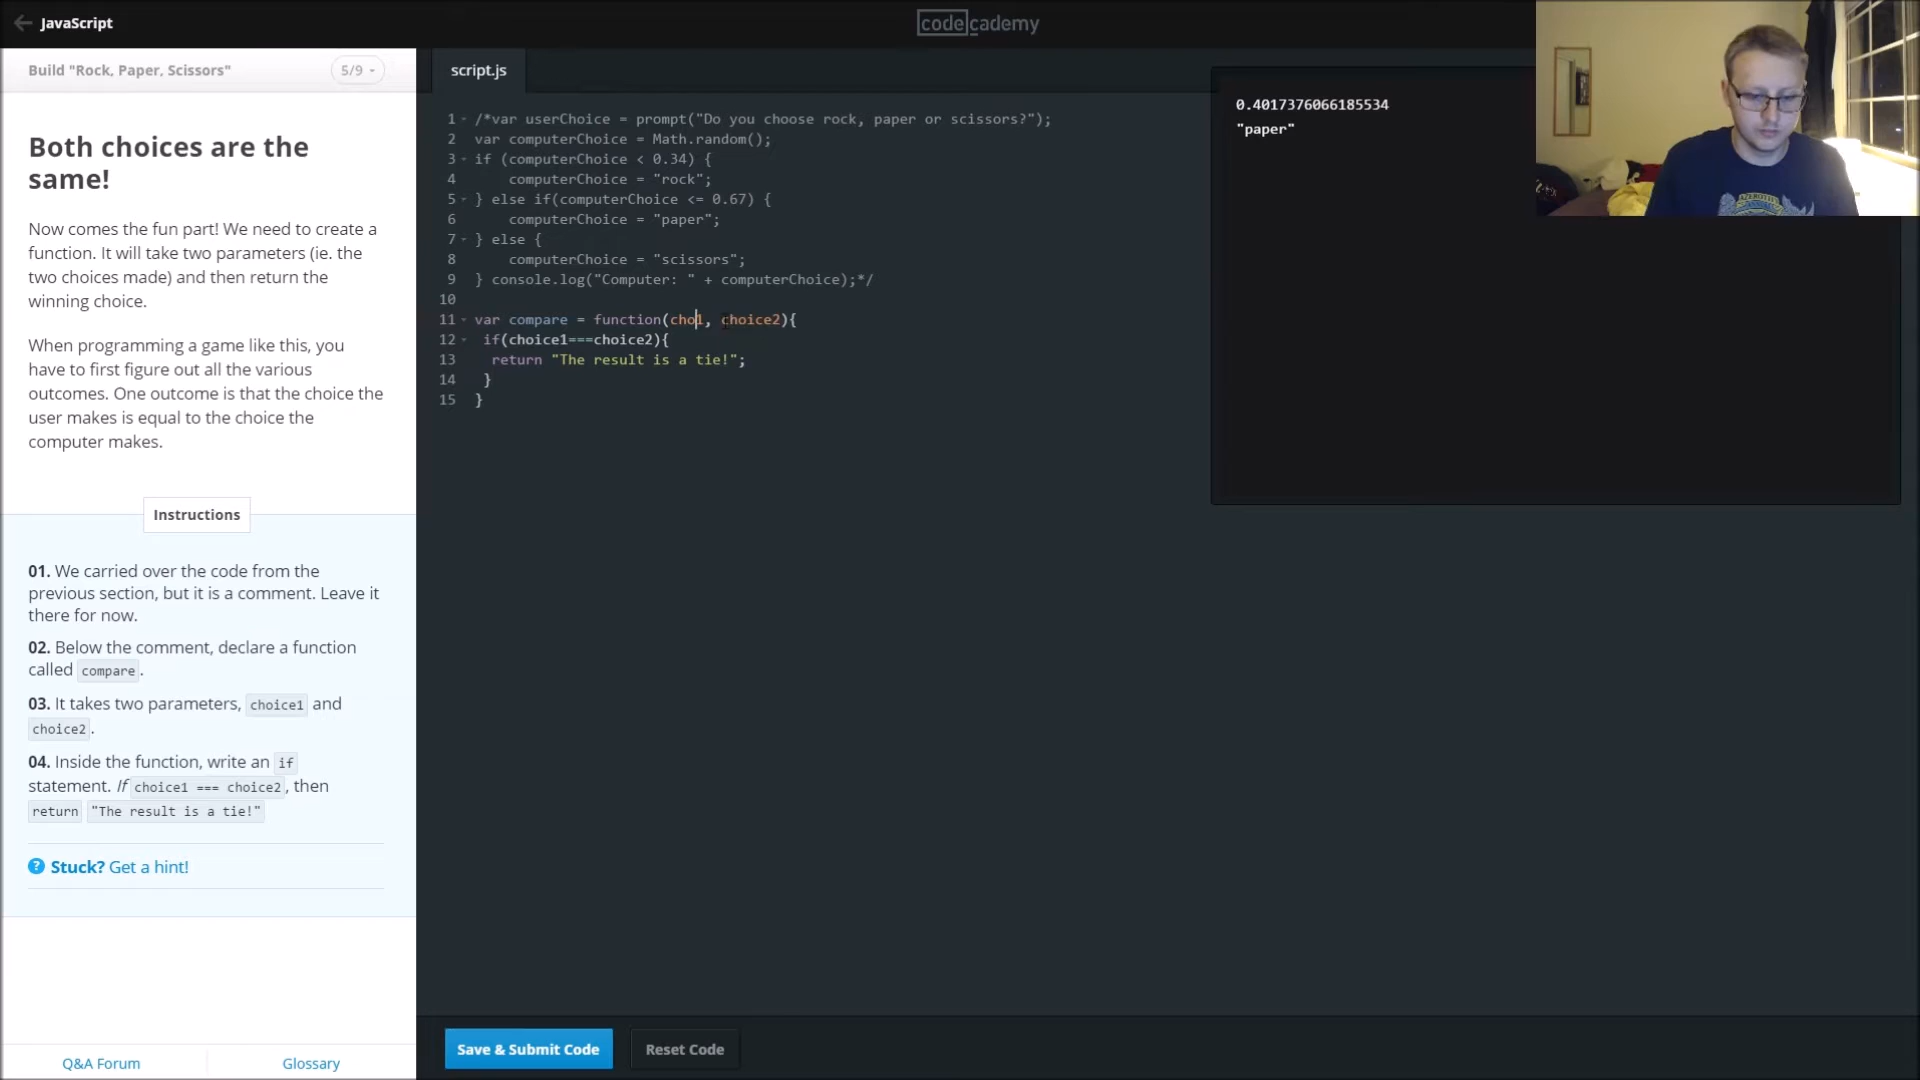 JavaScript
codecademy
Build "Rock, Paper, Scissors"
5/9
Both choices are the
same!
Now comes the fun part! We need to create a
function. It will take two parameters (ie. the
two choices made) and then return the
winning choice.
When programming a game like this, you
have to first figure out all the various
outcomes. One outcome is that the choice the
user makes is equal to the choice the
computer makes.
Instructions
01. We carried over the code from the
previous section, but it is a comment. Leave it
there for now.
02. Below the comment, declare a function
called compare.
03. It takes two parameters, choice1 and
choice2.
04. Inside the function, write an if
statement. If choice1 === choice2, then
return "The result is a tie!"
? Stuck? Get a hint!
Q&A Forum
Glossary
script.js
1 /*var userChoice = prompt("Do you choose rock, paper or scissors?");
2 var computerChoice = Math.random();
3 if (computerChoice < 0.34) {
4 computerChoice = "rock";
5 } else if(computerChoice <= 0.67) {
6 computerChoice = "paper";
7 } else {
8 computerChoice = "scissors";
9 } console.log("Computer: " + computerChoice);*/
10
11 var compare = function(cho1, choice2){
12 if(choice1===choice2){
13 return "The result is a tie!";
14 }
15 }
Save & Submit Code
Reset Code
0.4017376066185534
"paper"